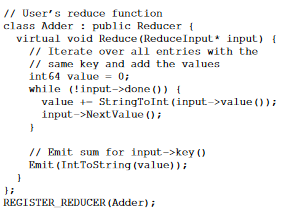 // User's reduce function
class Adder : public Reducer {
virtual void Reduce(ReduceInput* input) {
// Iterate over all entries with the
// same key and add the values
int64 value = 0;
while (!input->done()) {
value += StringToInt(input->value());
input->NextValue();
}
// Emit sum for input->key()
Emit(IntToString(value));
}
};
REGISTER_REDUCER(Adder);